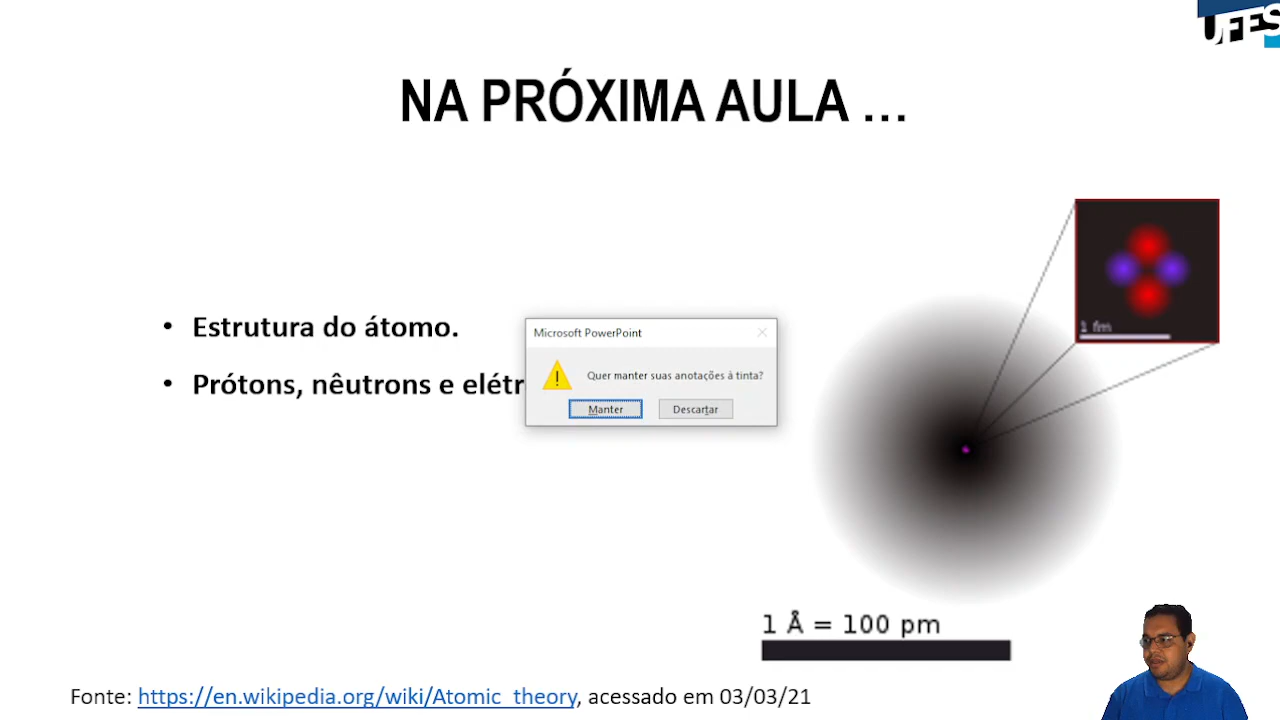 UFES
NA PRÓXIMA AULA ...
1 fm
• Estrutura do átomo.
• Prótons, nêutrons e elétr
Microsoft PowerPoint
Quer manter suas anotações à tinta?
Manter
Descartar
1 Å = 100 pm
Fonte: https://en.wikipedia.org/wiki/Atomic_theory, acessado em 03/03/21